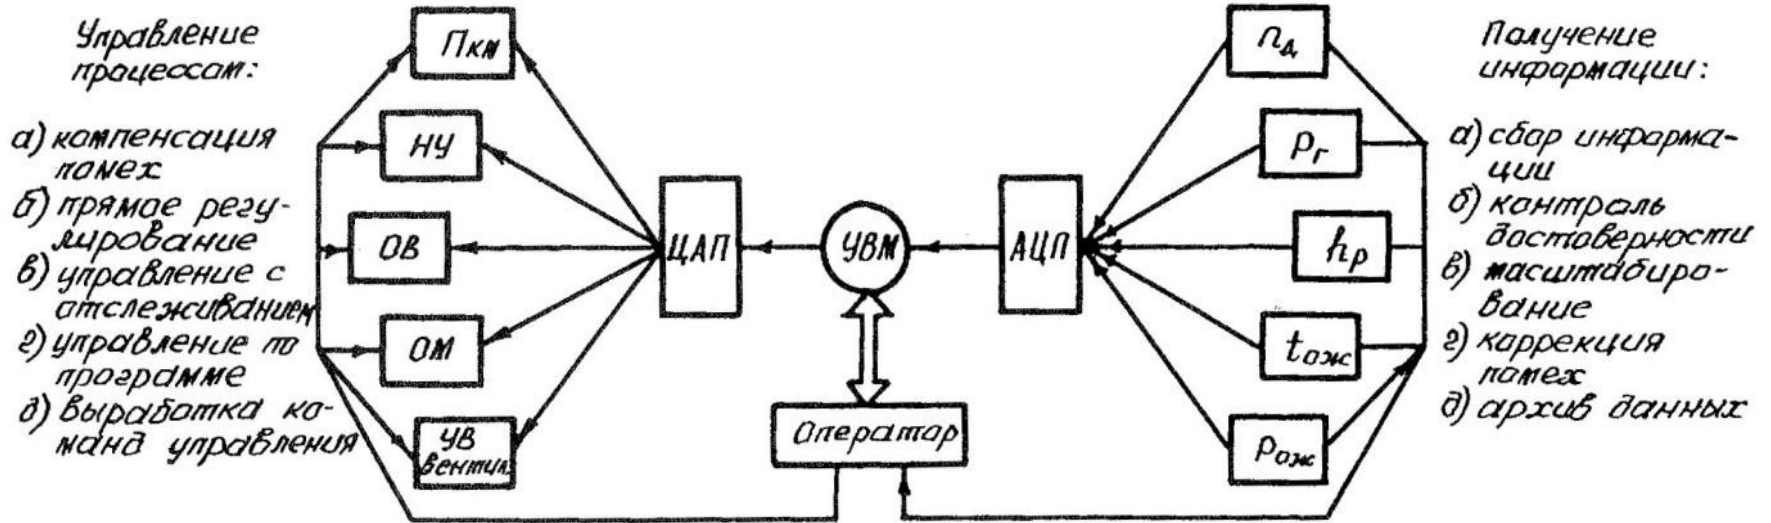 Управление
процессом:
а) компенсация
помех
б) прямое регу-
лирование
в) управление с
отслеживанием
г) управление по
программе
д) выработка ко-
манд управления
Пкм
НУ
ОВ
ОМ
УВ
вентил.
ЦАП
УВМ
Оператор
АЦП
nд
Pг
hр
tож
Pож
Получение
информации:
а) сбор информа-
ции
б) контроль
достоверности
в) масштабиро-
вание
г) коррекция
помех
д) архив данных